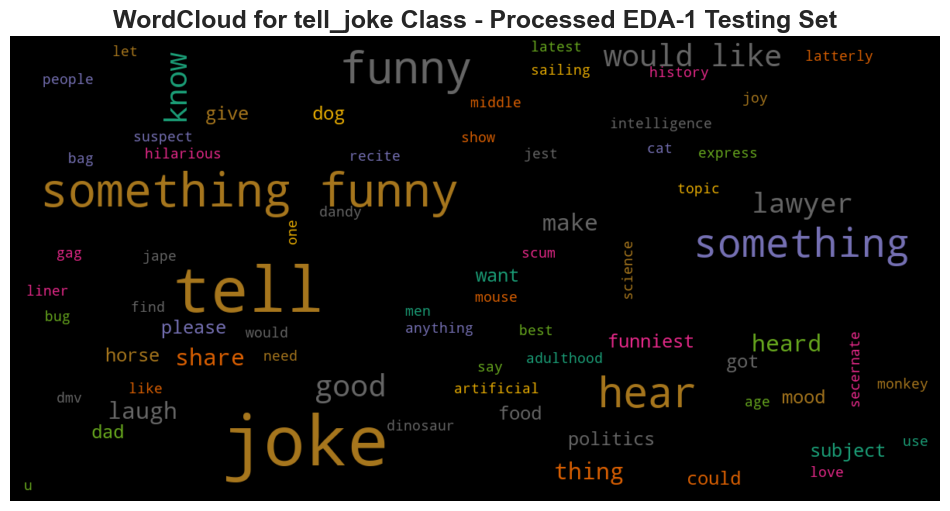 WordCloud for tell_joke Class - Processed EDA-1 Testing Set
let
latest
funny
would like
latterly
people
know
sailing
history
give
dog
middle
joy
suspect
show
intelligence
bag
hilarious
recite
jest
cat
express
something funny
dandy
topic
lawyer
one
make
something
gag
jape
scum
science
liner
tell
want
mouse
bug
find
please
would
men
anything
best
funniest
heard
horse
share
need
say
adulthood
got
secernate
dmv
like
good
artificial
hear
mood
monkey
laugh
food
age
dad
joke
dinosaur
politics
subject
use
thing
could
love
u